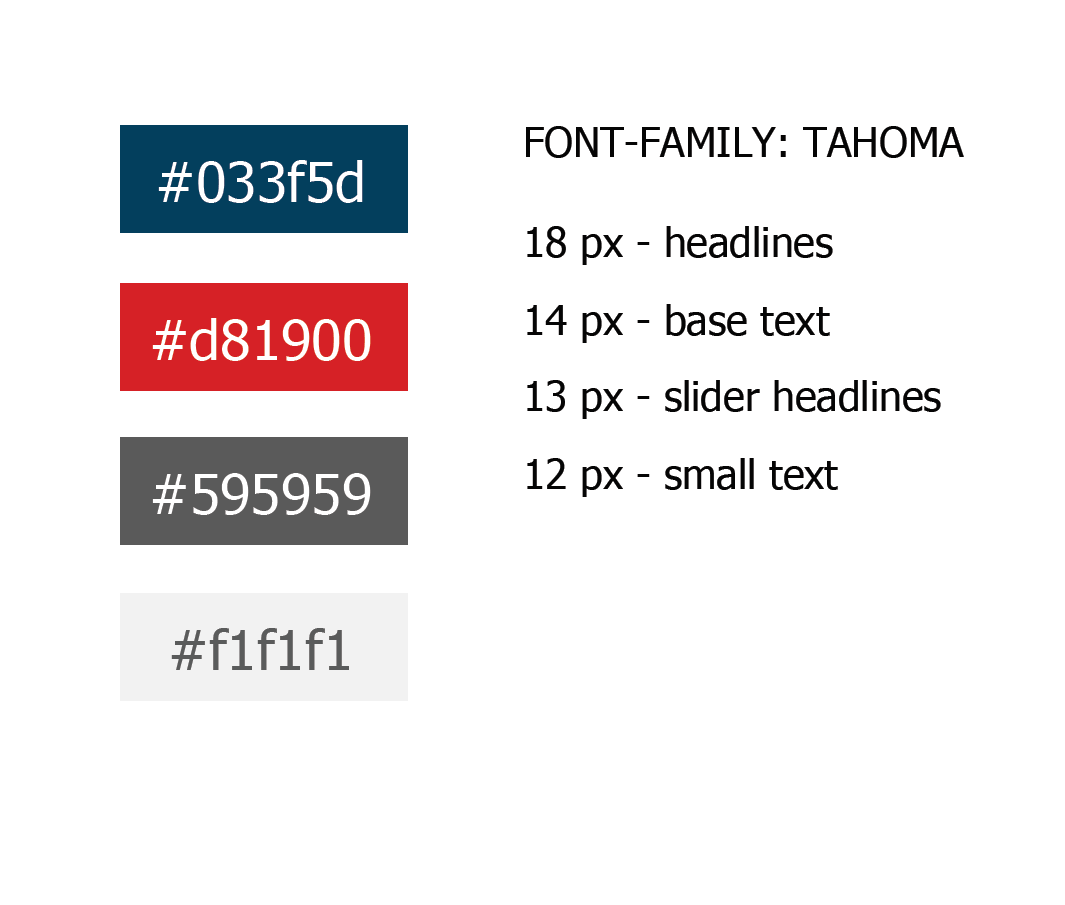 #033f5d
#d81900
#595959
#f1f1f1
FONT-FAMILY: TAHOMA
18 px - headlines
14 px - base text
13 px - slider headlines
12 px - small text